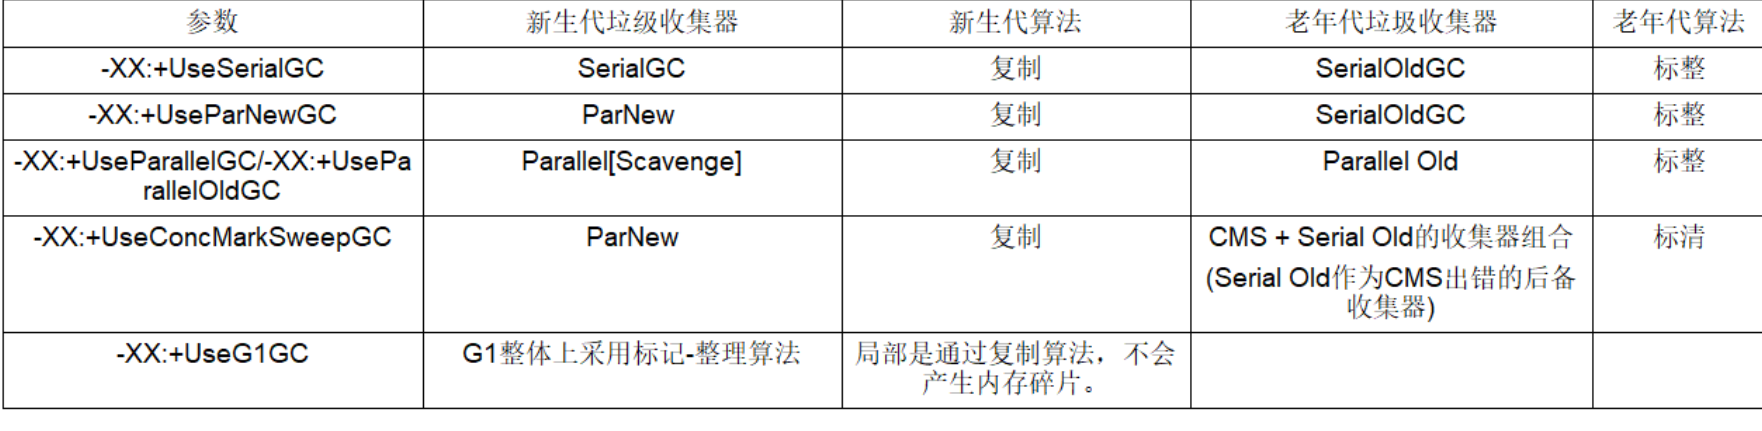 参数 新生代垃级收集器 新生代算法 老年代垃圾收集器 老年代算法
-XX:+UseSerialGC SerialGC 复制 SerialOldGC 标整
-XX:+UseParNewGC ParNew 复制 SerialOldGC 标整
-XX:+UseParallelGC/-XX:+UsePa Parallel[Scavenge] 复制 Parallel Old 标整
rallelOldGC
-XX:+UseConcMarkSweepGC ParNew 复制 CMS + Serial Old的收集器组合 标清
(Serial Old作为CMS出错的后备
收集器)
-XX:+UseG1GC G1整体上采用标记-整理算法 局部是通过复制算法，不会
产生内存碎片。